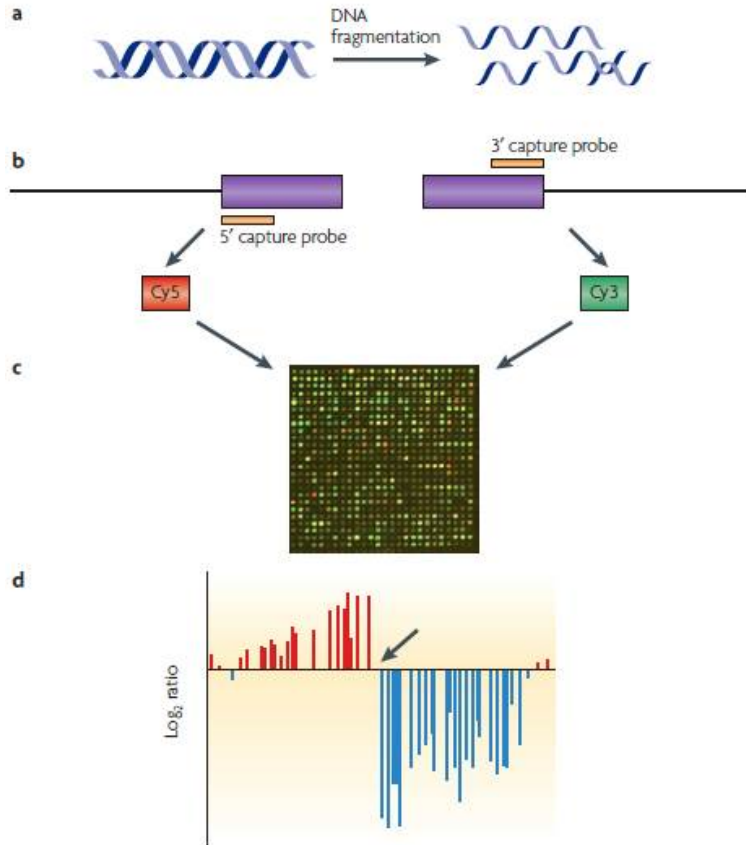 a
DNA
fragmentation
b
3′ capture probe
5′ capture probe
Cy5
Cy3
c
d
Log₂ ratio